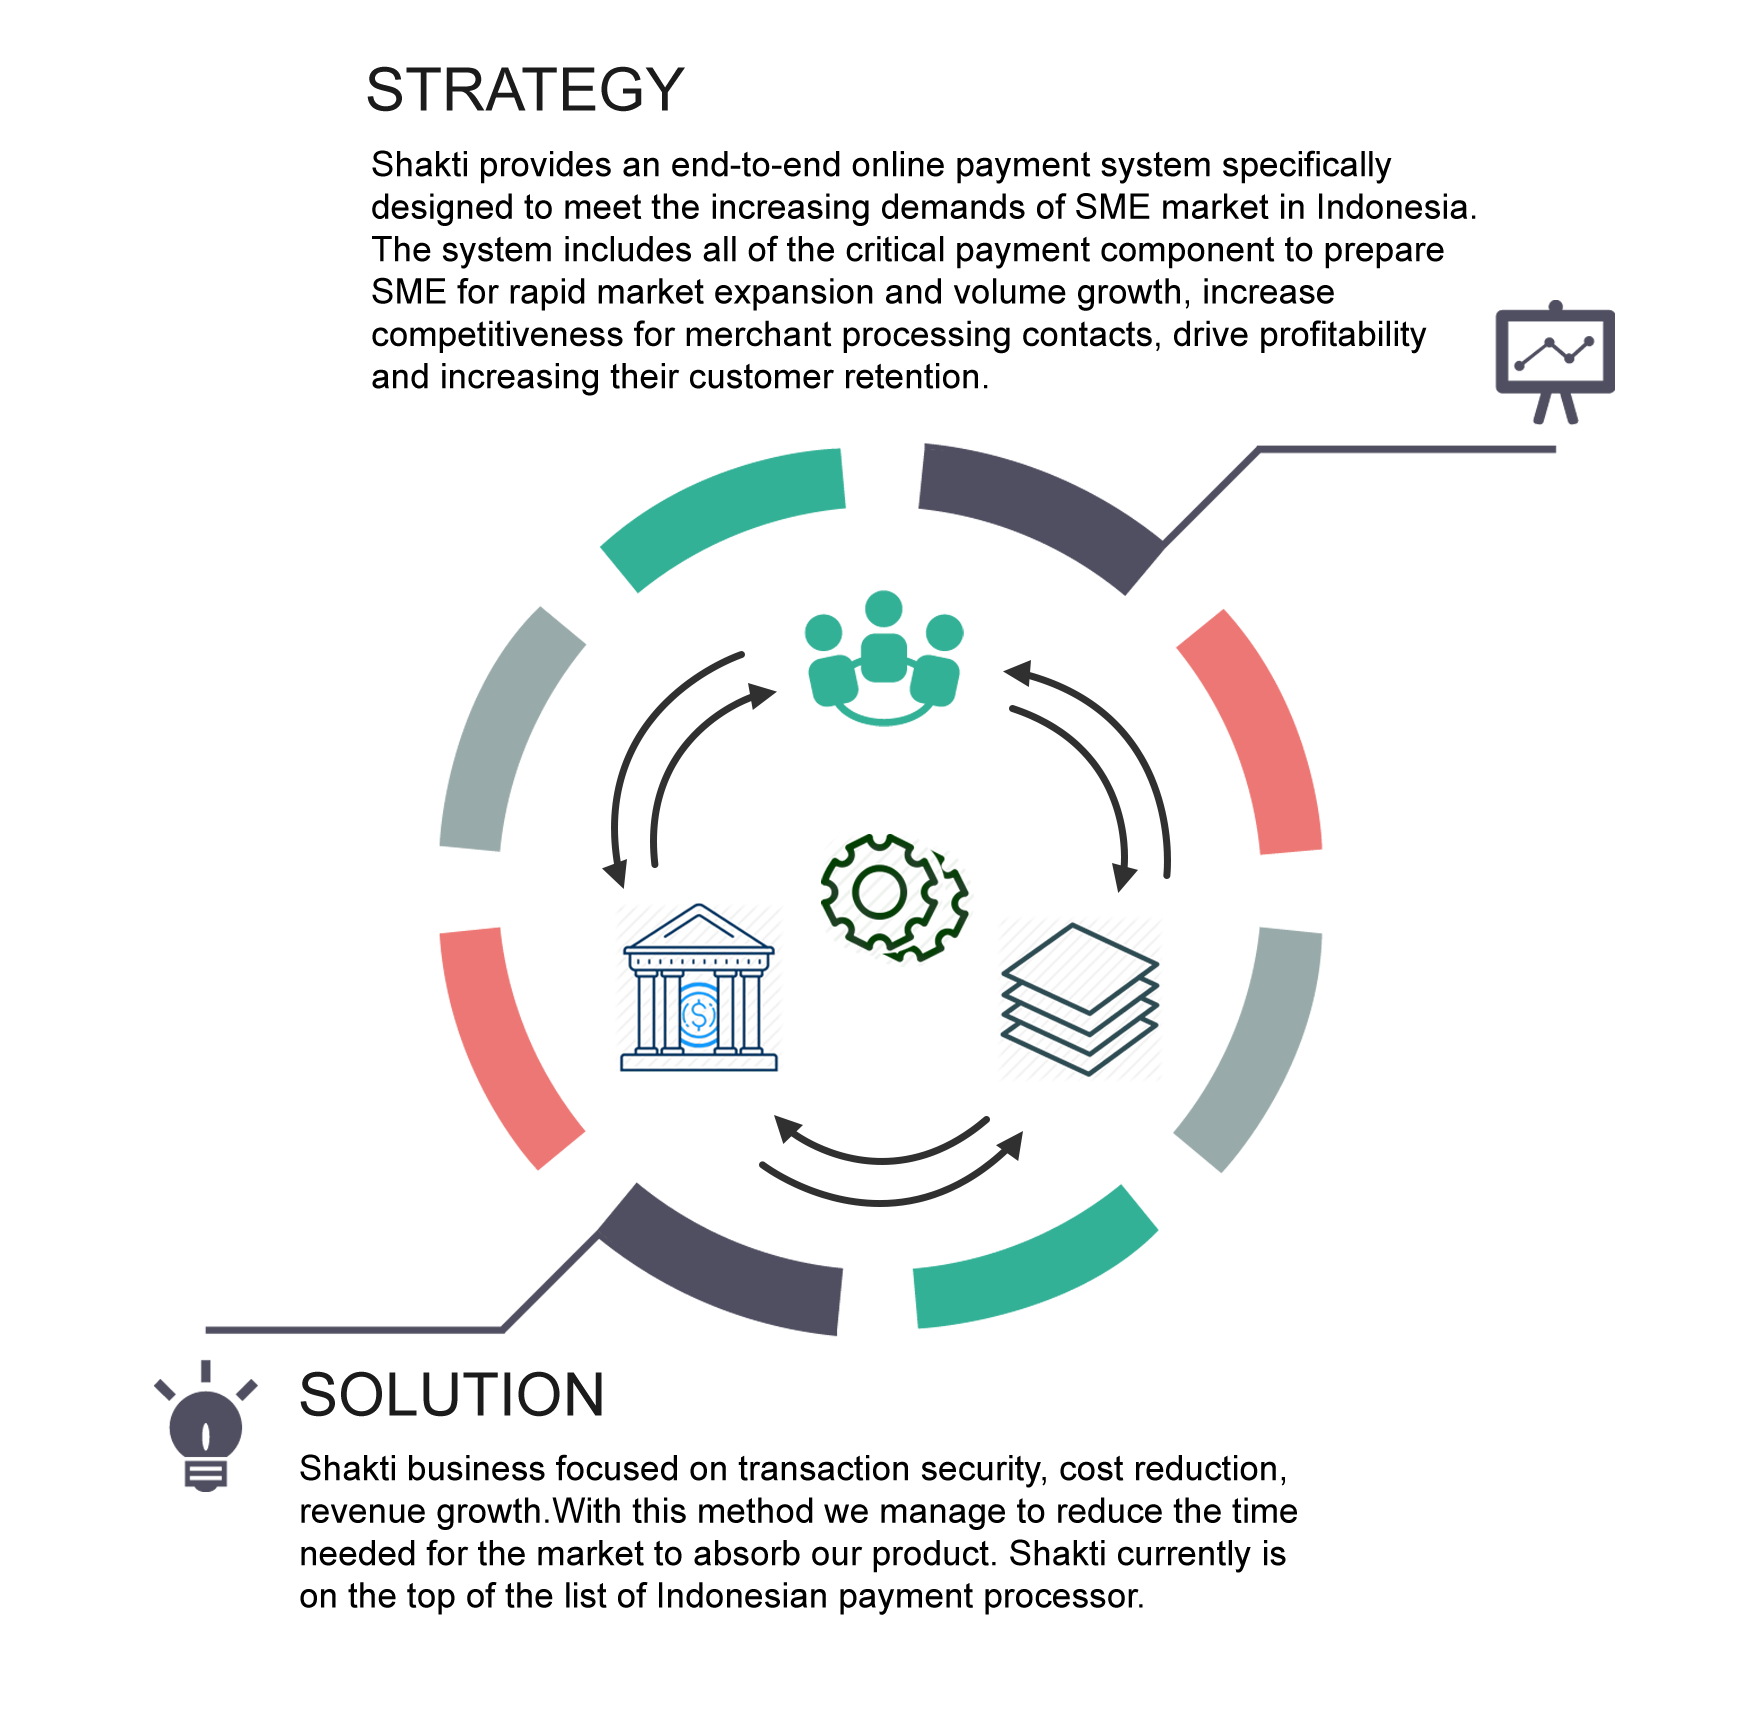 STRATEGY
Shakti provides an end-to-end online payment system specifically
designed to meet the increasing demands of SME market in Indonesia.
The system includes all of the critical payment component to prepare
SME for rapid market expansion and volume growth, increase
competitiveness for merchant processing contacts, drive profitability
and increasing their customer retention.
$
SOLUTION
Shakti business focused on transaction security, cost reduction,
revenue growth.With this method we manage to reduce the time
needed for the market to absorb our product. Shakti currently is
on the top of the list of Indonesian payment processor.